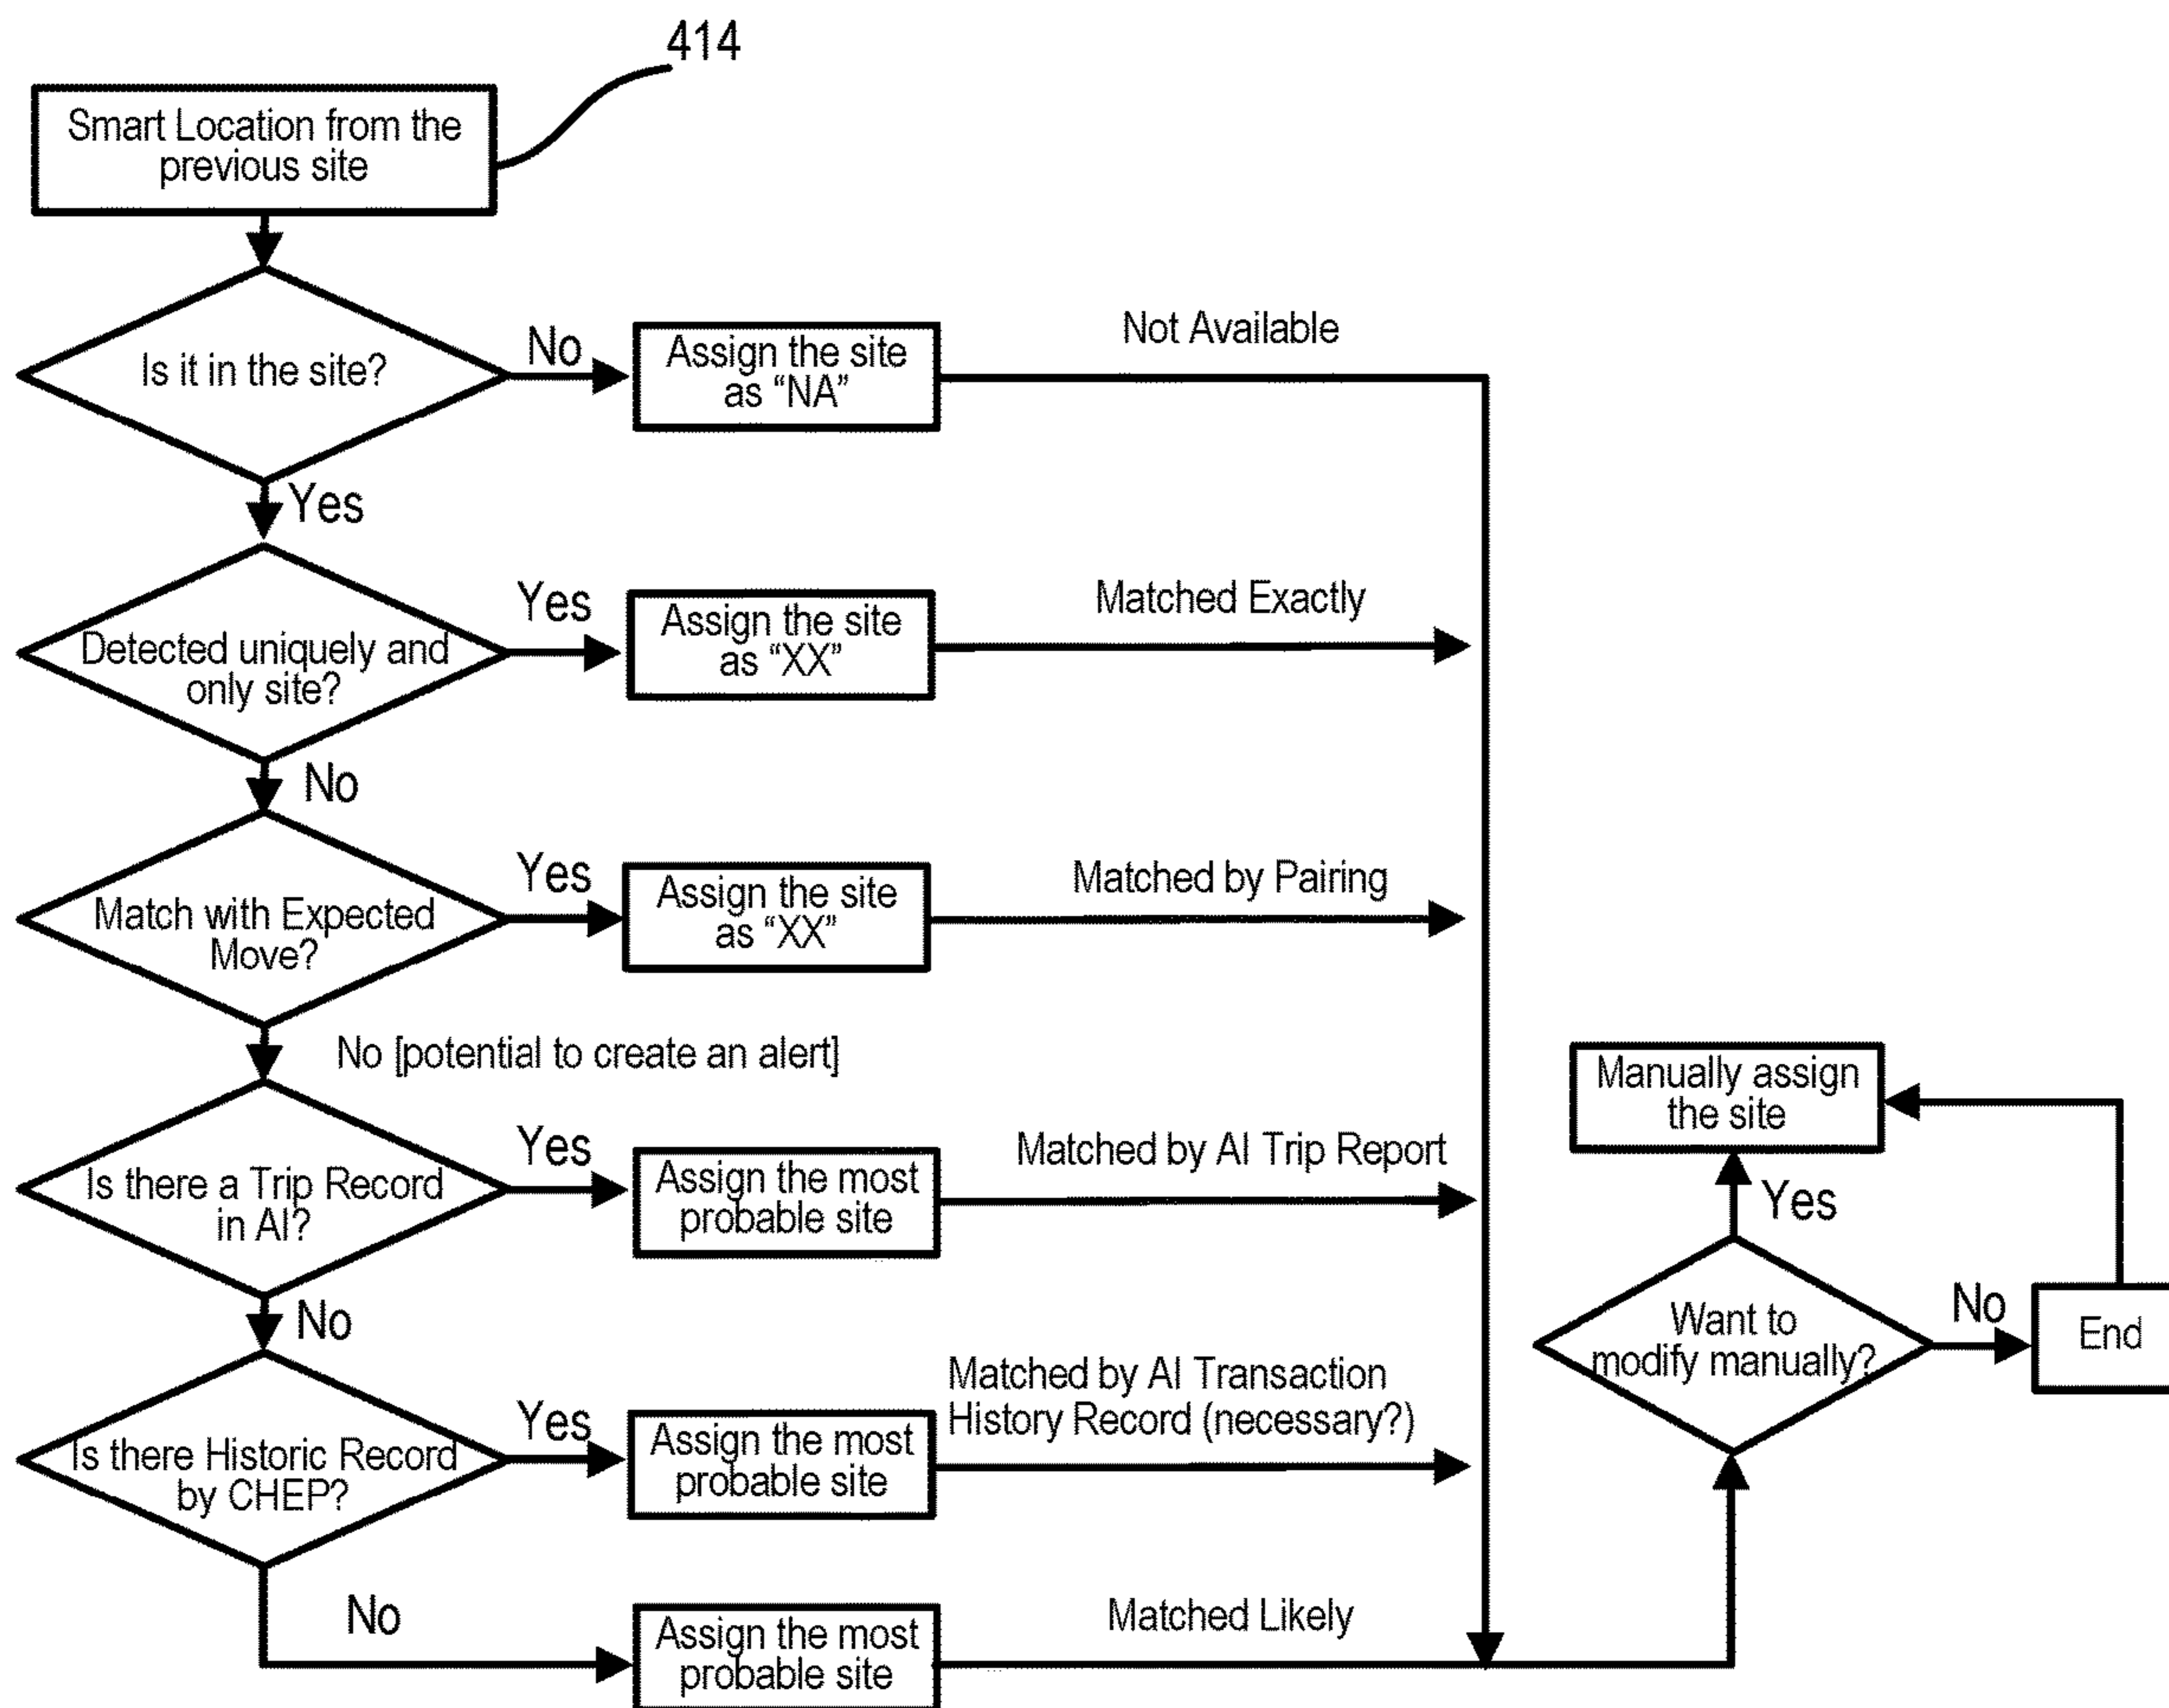 414
Smart Location from the
previous site
Is it in the site?
No
Assign the site
as “NA”
Not Available
Yes
Detected uniquely and
only site?
Yes
Assign the site
as “XX”
Matched Exactly
No
Match with Expected
Move?
Yes
Assign the site
as “XX”
Matched by Pairing
No [potential to create an alert]
Is there a Trip Record
in AI?
Yes
Assign the most
probable site
Matched by AI Trip Report
No
Is there Historic Record
by CHEP?
Yes
Assign the most
probable site
Matched by AI Transaction
History Record (necessary?)
No
Assign the most
probable site
Matched Likely
Manually assign
the site
Yes
Want to
modify manually?
No
End